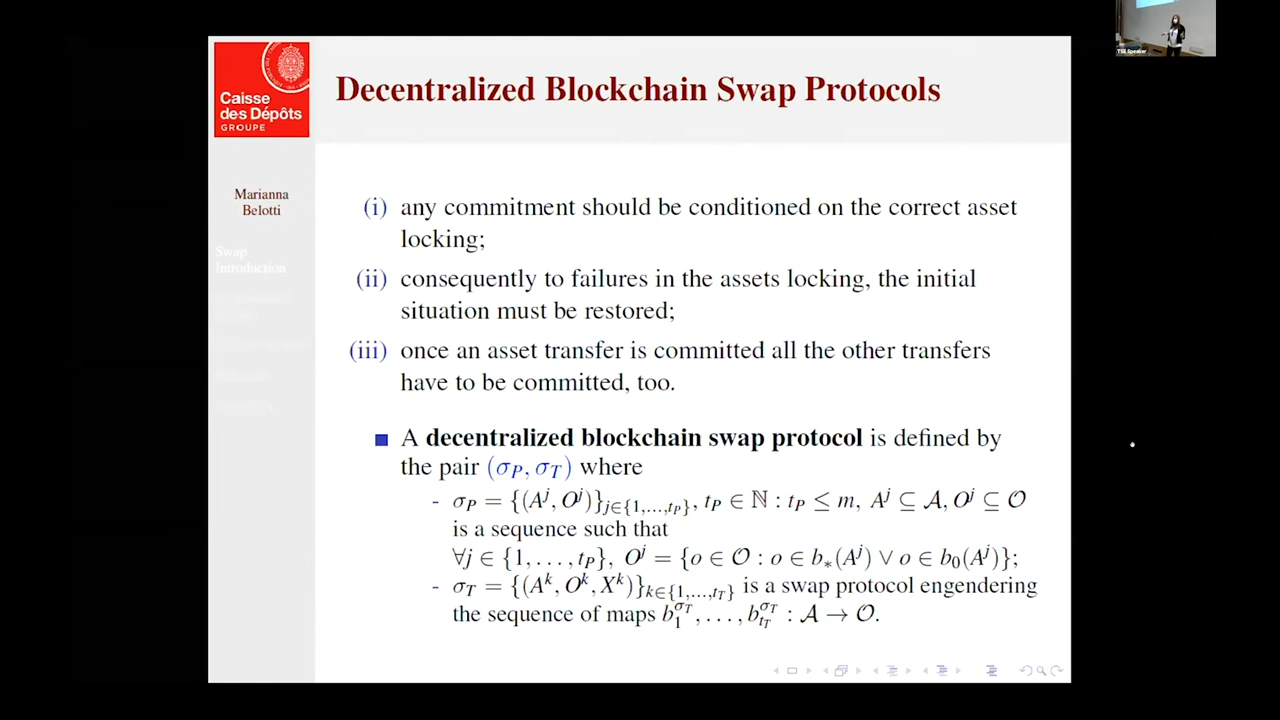 TSE Speaker
Caisse
des Dépôts
GROUPE
Decentralized Blockchain Swap Protocols
Marianna
Belotti
Swap
Introduction
(i) any commitment should be conditioned on the correct asset
locking;
(ii) consequently to failures in the assets locking, the initial
situation must be restored;
(iii) once an asset transfer is committed all the other transfers
have to be committed, too.
A decentralized blockchain swap protocol is defined by
the pair (σ_P, σ_T) where
- σ_P = {(A^j, O^j)}_{j∈{1,...,t_P}}, t_P ∈ ℕ : t_P ≤ m, A^j ⊆ 𝒜, O^j ⊆ 𝒪
is a sequence such that
∀j ∈ {1, . . . , t_P}, O^j = {o ∈ 𝒪 : o ∈ b_*(A^j) ∨ o ∈ b_0(A^j)};
- σ_T = {(A^k, O^k, X^k)}_{k∈{1,...,t_T}} is a swap protocol engendering
the sequence of maps b_1^{σ_T}, . . . , b_{t_T}^{σ_T} : 𝒜 → 𝒪.